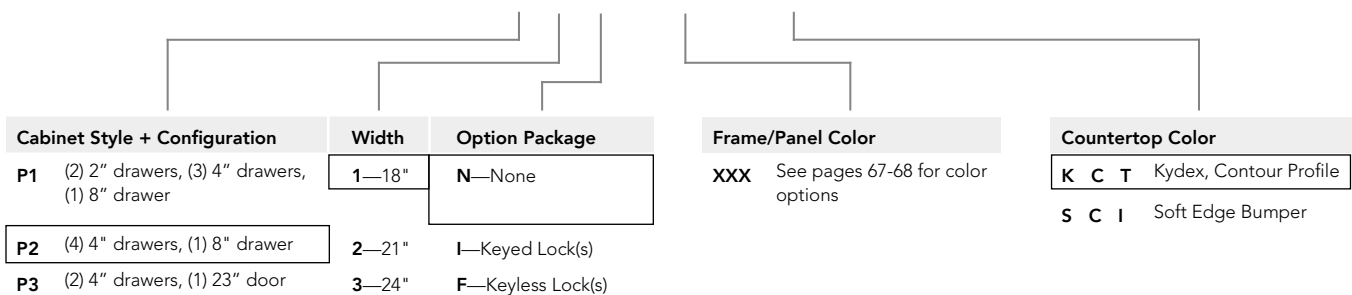 Cabinet Style + Configuration Width Option Package Frame/Panel Color Countertop Color
P1 (2) 2" drawers, (3) 4" drawers, (1) 8" drawer
1—18"
N—None
XXX See pages 67-68 for color options
K C T Kydex, Contour Profile
S C I Soft Edge Bumper
P2 (4) 4" drawers, (1) 8" drawer
2—21"
I—Keyed Lock(s)
P3 (2) 4" drawers, (1) 23" door
3—24"
F—Keyless Lock(s)